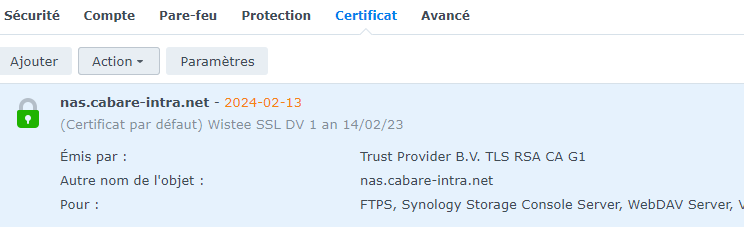 Sécurité Compte Pare-feu Protection Certificat Avancé
Ajouter Action Paramètres
nas.cabare-intra.net - 2024-02-13
(Certificat par défaut) Wistee SSL DV 1 an 14/02/23
Émis par : Trust Provider B.V. TLS RSA CA G1
Autre nom de l'objet : nas.cabare-intra.net
Pour : FTPS, Synology Storage Console Server, WebDAV Server, V